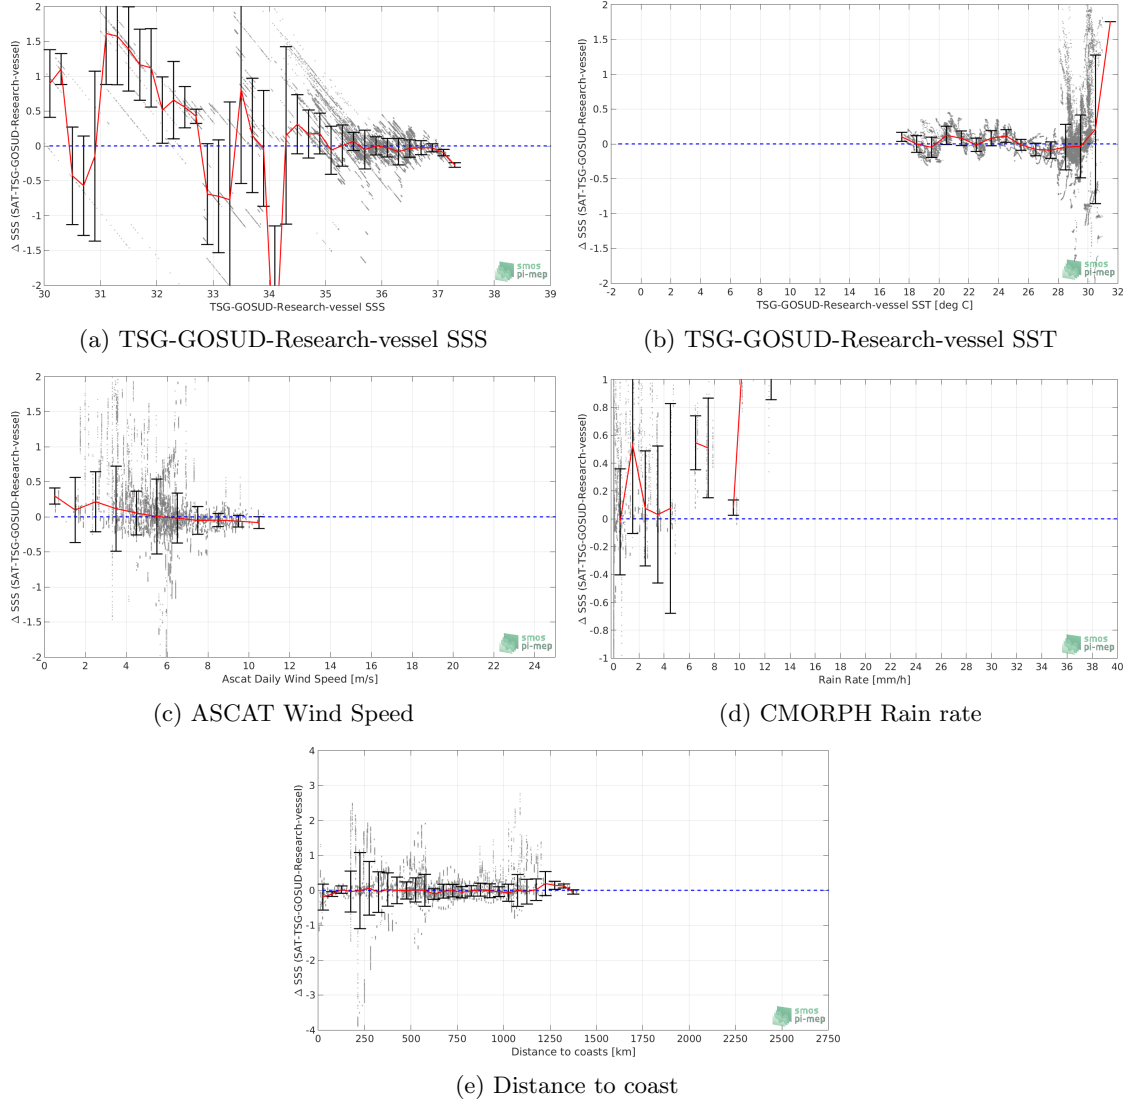 Δ SSS (SAT-TSG-GOSUD-Research-vessel)
2
1.5
1
0.5
0
-0.5
-1
-1.5
-2
30 31 32 33 34 35 36 37 38 39
TSG-GOSUD-Research-vessel SSS
smos
pi-mep
(a) TSG-GOSUD-Research-vessel SSS
Δ SSS (SAT-TSG-GOSUD-Research-vessel)
2
1.5
1
0.5
0
-0.5
-1
-1.5
-2
-2 0 2 4 6 8 10 12 14 16 18 20 22 24 26 28 30 32
TSG-GOSUD-Research-vessel SST [deg C]
smos
pi-mep
(b) TSG-GOSUD-Research-vessel SST
Δ SSS (SAT-TSG-GOSUD-Research-vessel)
2
1.5
1
0.5
0
-0.5
-1
-1.5
-2
0 2 4 6 8 10 12 14 16 18 20 22 24
Ascat Daily Wind Speed [m/s]
smos
pi-mep
(c) ASCAT Wind Speed
Δ SSS (SAT-TSG-GOSUD-Research-vessel)
1
0.8
0.6
0.4
0.2
0
-0.2
-0.4
-0.6
-0.8
-1
0 2 4 6 8 10 12 14 16 18 20 22 24 26 28 30 32 34 36 38 40
Rain Rate [mm/h]
smos
pi-mep
(d) CMORPH Rain rate
Δ SSS (SAT-TSG-GOSUD-Research-vessel)
4
3
2
1
0
-1
-2
-3
-4
0 250 500 750 1000 1250 1500 1750 2000 2250 2500 2750
Distance to coasts [km]
smos
pi-mep
(e) Distance to coast